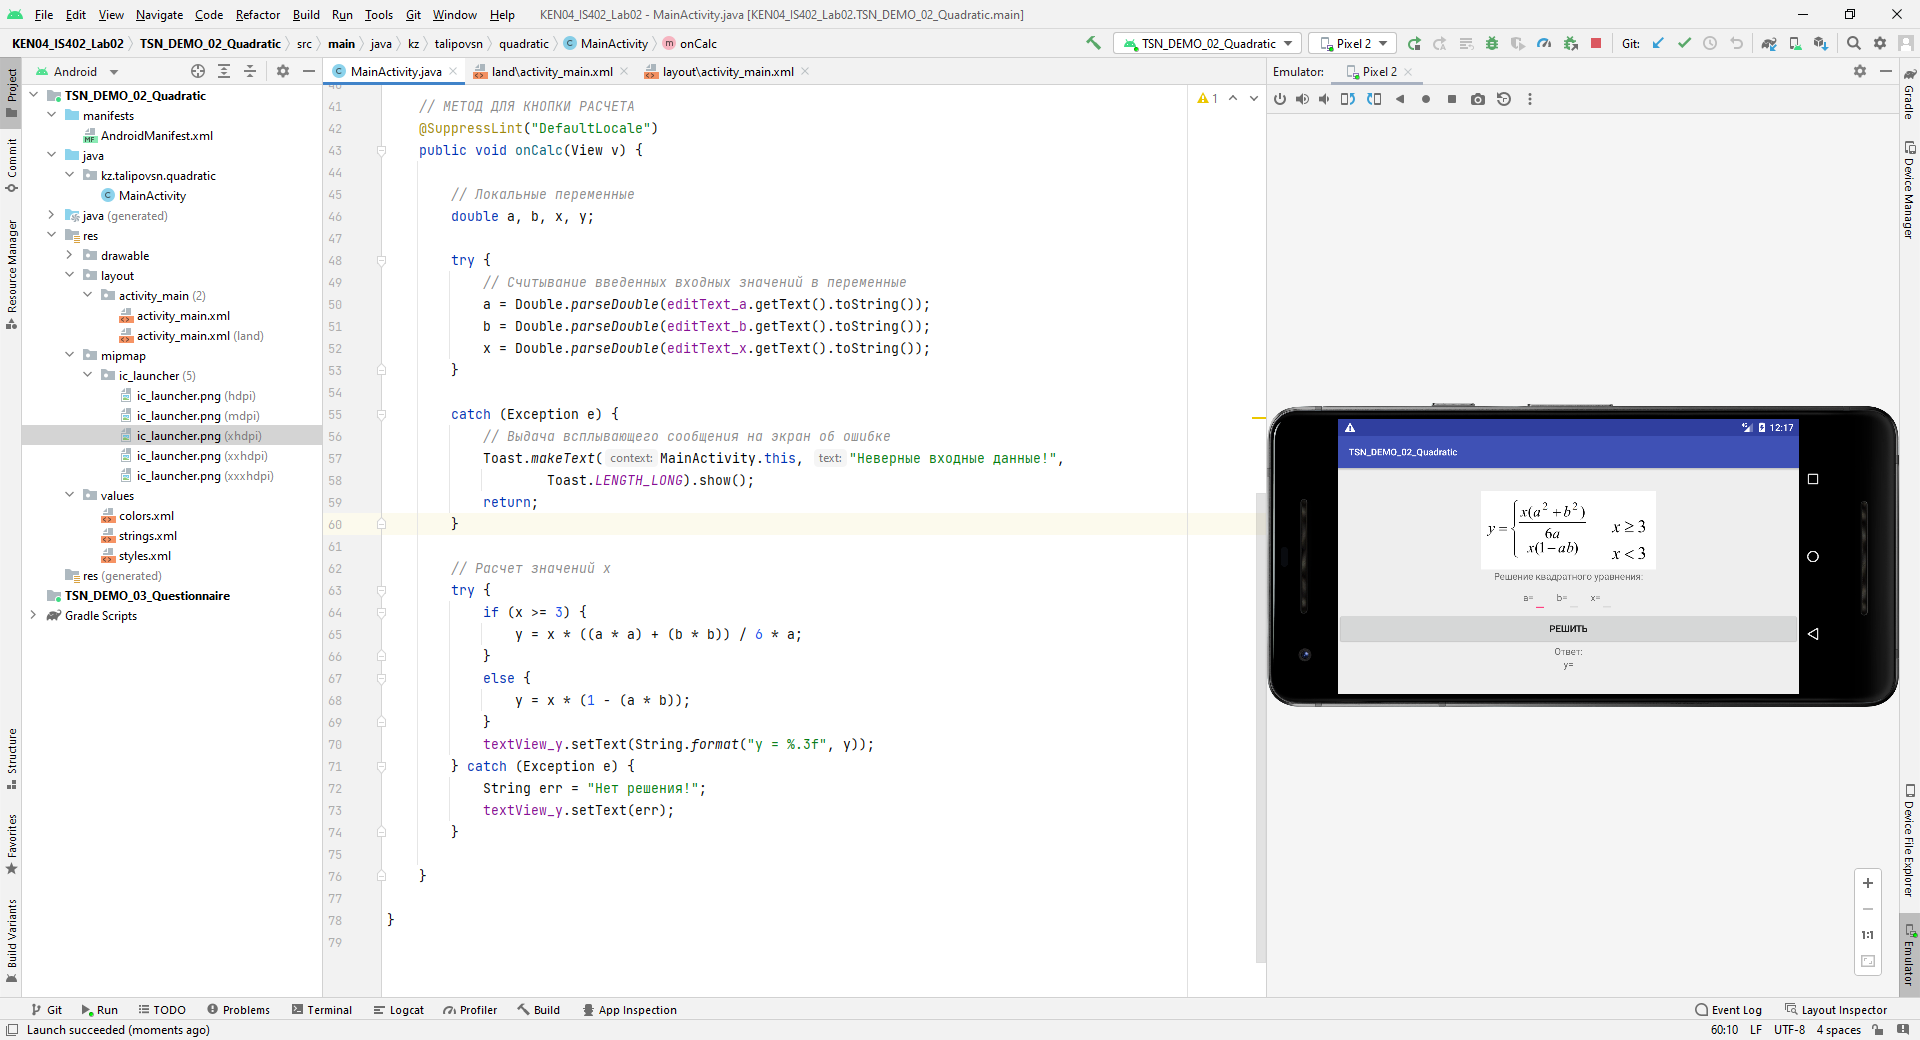 File Edit View Navigate Code Refactor Build Run Tools Git Window Help KEN04_IS402_Lab02 - MainActivity.java [KEN04_IS402_Lab02.TSN_DEMO_02_Quadratic.main]
KEN04_IS402_Lab02 TSN_DEMO_02_Quadratic src main java kz talipovsn quadratic MainActivity onCalc
TSN_DEMO_02_Quadratic Pixel 2 Git:
Android
MainActivity.java land\activity_main.xml layout\activity_main.xml
Emulator: Pixel 2
Project
Commit
Resource Manager
Structure
Favorites
Build Variants
TSN_DEMO_02_Quadratic
manifests
AndroidManifest.xml
java
kz.talipovsn.quadratic
MainActivity
java (generated)
res
drawable
layout
activity_main (2)
activity_main.xml
activity_main.xml (land)
mipmap
ic_launcher (5)
ic_launcher.png (hdpi)
ic_launcher.png (mdpi)
ic_launcher.png (xhdpi)
ic_launcher.png (xxhdpi)
ic_launcher.png (xxxhdpi)
values
colors.xml
strings.xml
styles.xml
res (generated)
TSN_DEMO_03_Questionnaire
Gradle Scripts
1
41 // МЕТОД ДЛЯ КНОПКИ РАСЧЕТА
42 @SuppressLint("DefaultLocale")
43 public void onCalc(View v) {
44
45 // Локальные переменные
46 double a, b, x, y;
47
48 try {
49 // Считывание введенных входных значений в переменные
50 a = Double.parseDouble(editText_a.getText().toString());
51 b = Double.parseDouble(editText_b.getText().toString());
52 x = Double.parseDouble(editText_x.getText().toString());
53 }
54
55 catch (Exception e) {
56 // Выдача всплывающего сообщения на экран об ошибке
57 Toast.makeText( context: MainActivity.this, text: "Неверные входные данные!",
58 Toast.LENGTH_LONG).show();
59 return;
60 }
61
62 // Расчет значений x
63 try {
64 if (x >= 3) {
65 y = x * ((a * a) + (b * b)) / 6 * a;
66 }
67 else {
68 y = x * (1 - (a * b));
69 }
70 textView_y.setText(String.format("y = %.3f", y));
71 } catch (Exception e) {
72 String err = "Нет решения!";
73 textView_y.setText(err);
74 }
75
76 }
77
78 }
79
12:17
TSN_DEMO_02_Quadratic
x(a² + b²)
y = 6a x ≥ 3
x(1 − ab) x < 3
Решение квадратного уравнения:
a= b= x=
РЕШИТЬ
Ответ:
y=
1:1
Gradle
Device Manager
Device File Explorer
Emulator
Git Run TODO Problems Terminal Logcat Profiler Build App Inspection Event Log Layout Inspector
Launch succeeded (moments ago) 60:10 LF UTF-8 4 spaces